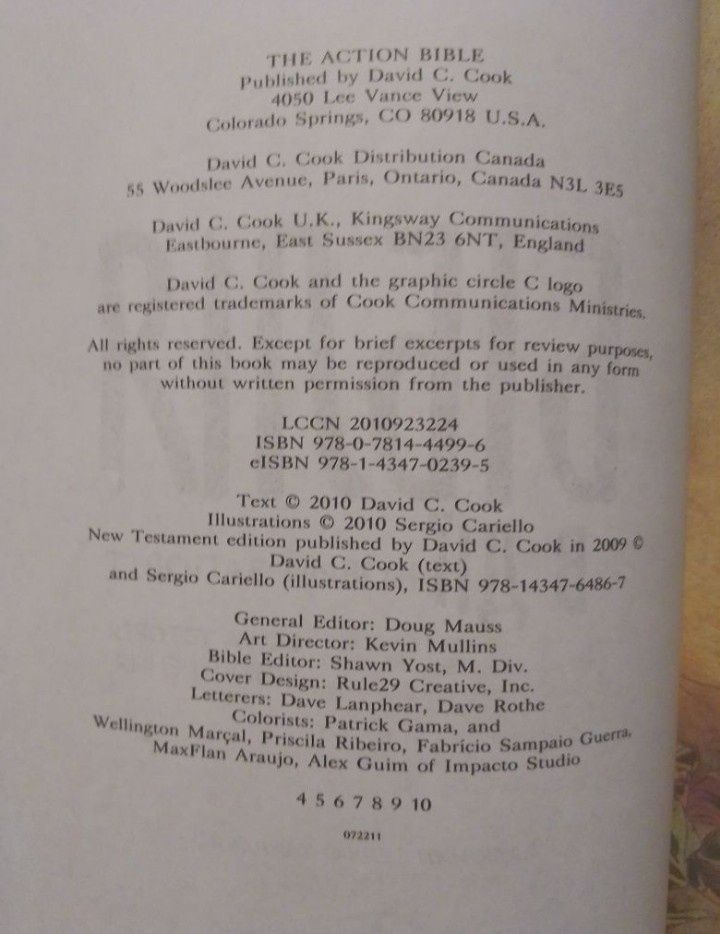 THE ACTION BIBLE
Published by David C. Cook
4050 Lee Vance View
Colorado Springs, CO 80918 U.S.A.
David C. Cook Distribution Canada
55 Woodslee Avenue, Paris, Ontario, Canada N3L 3E5
David C. Cook U.K., Kingsway Communications
Eastbourne, East Sussex BN23 6NT, England
David C. Cook and the graphic circle C logo
are registered trademarks of Cook Communications Ministries.
All rights reserved. Except for brief excerpts for review purposes,
no part of this book may be reproduced or used in any form
without written permission from the publisher.
LCCN 2010923224
ISBN 978-0-7814-4499-6
eISBN 978-1-4347-0239-5
Text © 2010 David C. Cook
Illustrations © 2010 Sergio Cariello
New Testament edition published by David C. Cook in 2009 ©
David C. Cook (text)
and Sergio Cariello (illustrations), ISBN 978-14347-6486-7
General Editor: Doug Mauss
Art Director: Kevin Mullins
Bible Editor: Shawn Yost, M. Div.
Cover Design: Rule29 Creative, Inc.
Letterers: Dave Lanphear, Dave Rothe
Colorists: Patrick Gama, and
Wellington Marçal, Priscila Ribeiro, Fabrício Sampaio Guerra,
MaxFlan Araujo, Alex Guim of Impacto Studio
4 5 6 7 8 9 10
072211